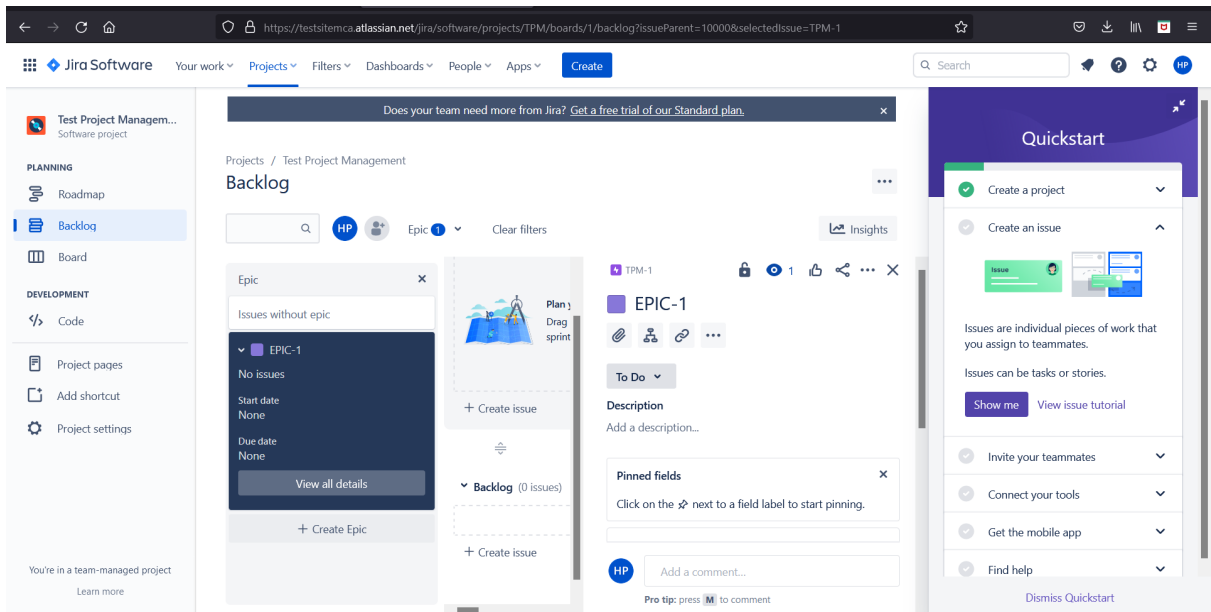 https://testsitemca.atlassian.net/jira/software/projects/TPM/boards/1/backlog?issueParent=10000&selectedIssue=TPM-1
Jira Software
Your work
Projects
Filters
Dashboards
People
Apps
Create
Search
HP
Test Project Managem...
Software project
PLANNING
Roadmap
Backlog
Board
DEVELOPMENT
Code
Project pages
Add shortcut
Project settings
You're in a team-managed project
Learn more
Does your team need more from Jira? Get a free trial of our Standard plan.
Projects / Test Project Management
Backlog
HP
Epic 1
Clear filters
Insights
Epic
Issues without epic
EPIC-1
No issues
Start date
None
Due date
None
View all details
+ Create Epic
Plan y
Drag
sprint
+ Create issue
Backlog (0 issues)
+ Create issue
TPM-1
1
EPIC-1
To Do
Description
Add a description...
Pinned fields
Click on the next to a field label to start pinning.
HP
Add a comment...
Pro tip: press M to comment
Quickstart
Create a project
Create an issue
Issue
Issues are individual pieces of work that
you assign to teammates.
Issues can be tasks or stories.
Show me
View issue tutorial
Invite your teammates
Connect your tools
Get the mobile app
Find help
Dismiss Quickstart